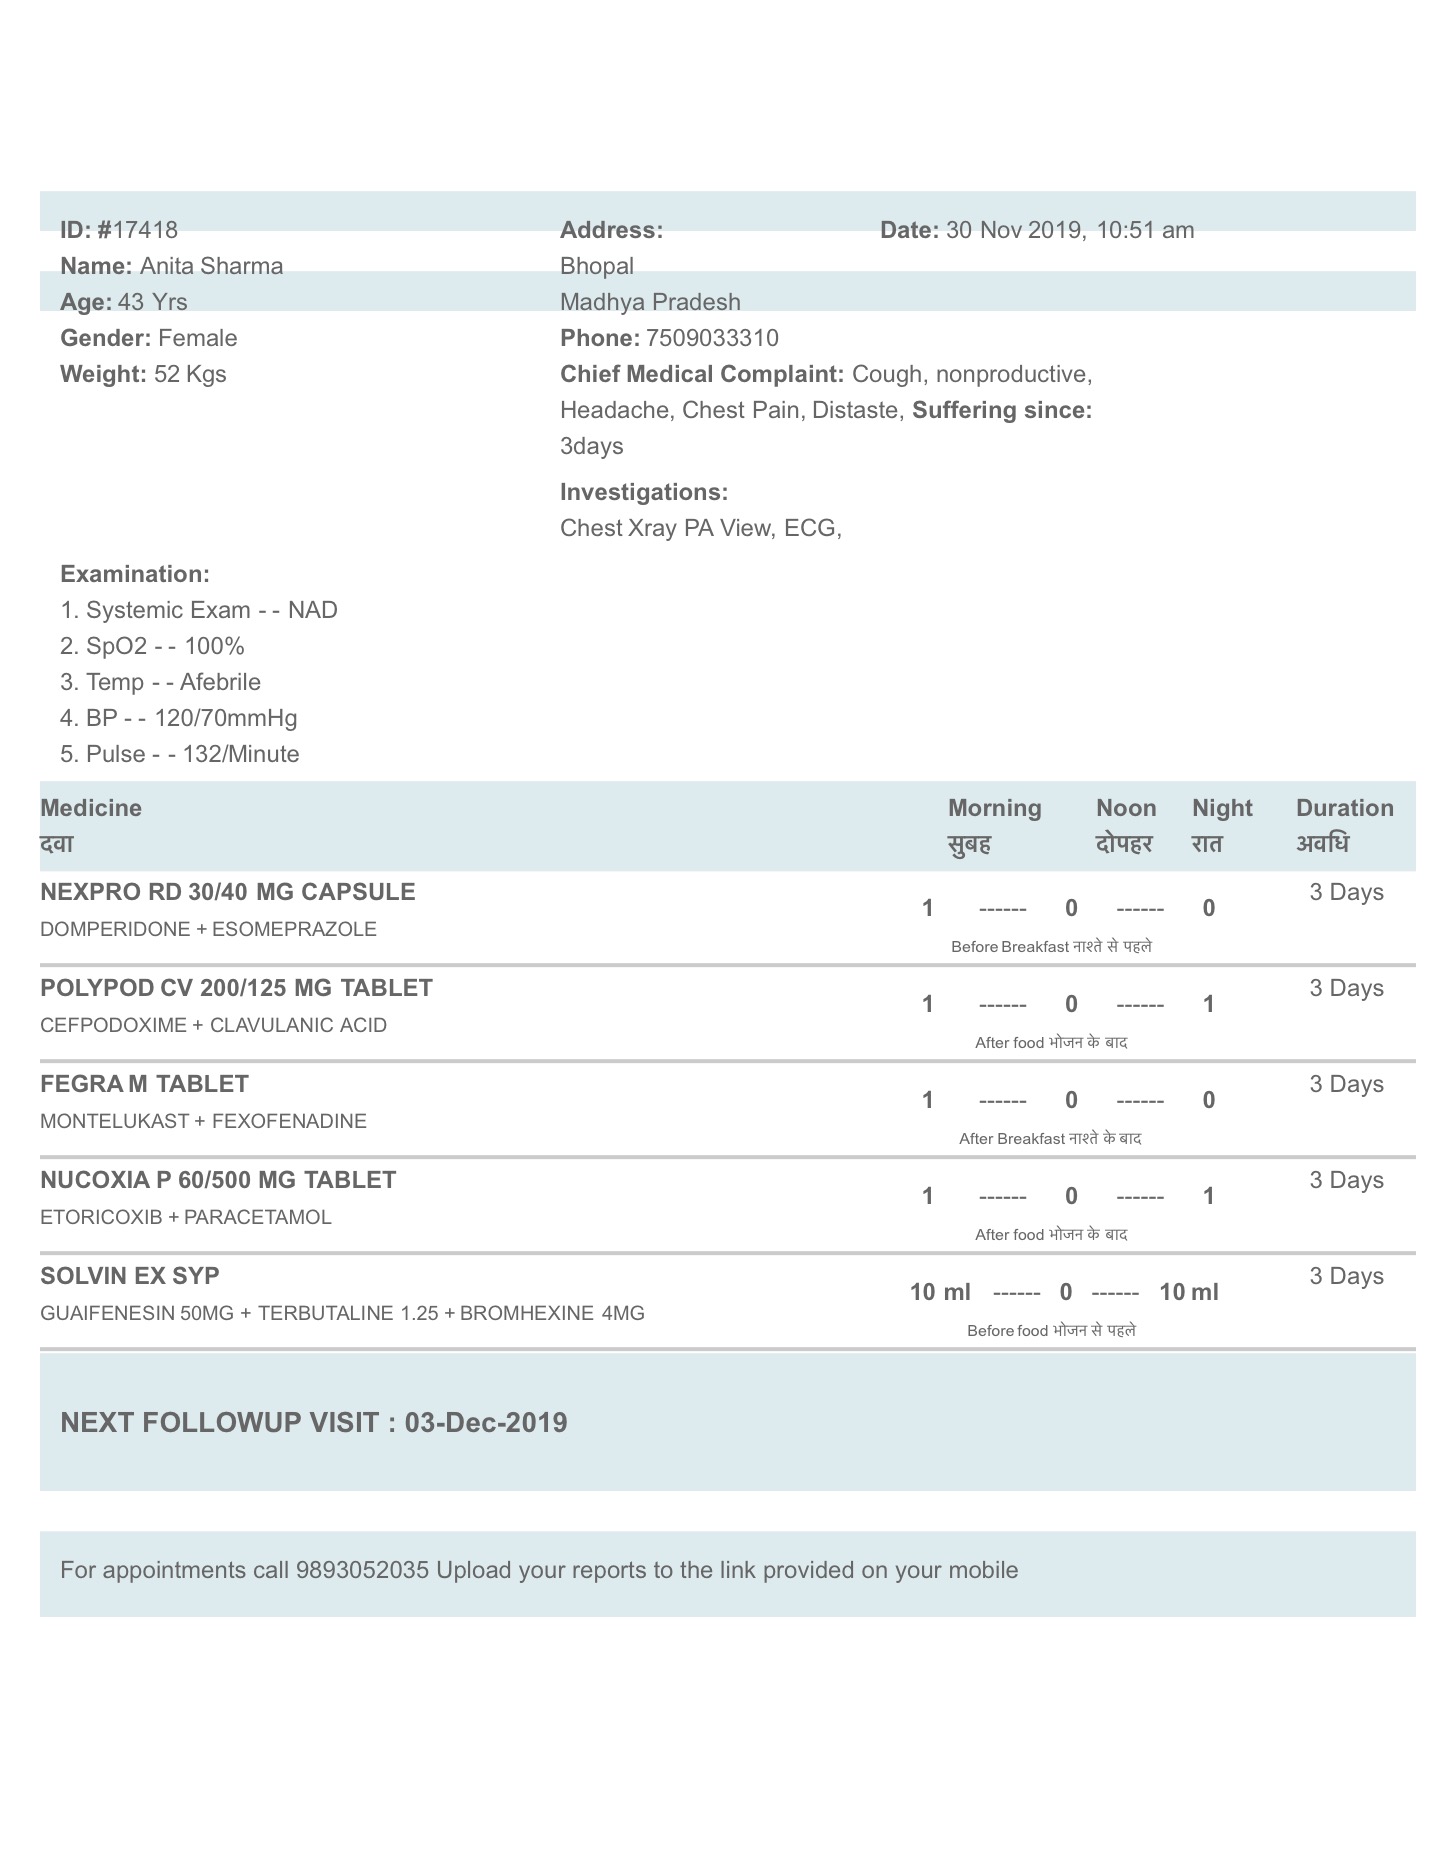 ID: #17418
Name: Anita Sharma
Age: 43 Yrs
Gender: Female
Weight: 52 Kgs
Address:
Bhopal
Madhya Pradesh
Phone: 7509033310
Chief Medical Complaint: Cough, nonproductive,
Headache, Chest Pain, Distaste, Suffering since:
3days
Investigations:
Chest Xray PA View, ECG,
Date: 30 Nov 2019, 10:51 am
Examination:
1. Systemic Exam - - NAD
2. SpO2 - - 100%
3. Temp - - Afebrile
4. BP - - 120/70mmHg
5. Pulse - - 132/Minute
Medicine Morning Noon Night Duration
दवा सुबह दोपहर रात अवधि
NEXPRO RD 30/40 MG CAPSULE 3 Days
1 ------ 0 ------ 0
DOMPERIDONE + ESOMEPRAZOLE
Before Breakfast नाश्ते से पहले
POLYPOD CV 200/125 MG TABLET 3 Days
1 ------ 0 ------ 1
CEFPODOXIME + CLAVULANIC ACID
After food भोजन के बाद
FEGRA M TABLET 3 Days
1 ------ 0 ------ 0
MONTELUKAST + FEXOFENADINE
After Breakfast नाश्ते के बाद
NUCOXIA P 60/500 MG TABLET 3 Days
1 ------ 0 ------ 1
ETORICOXIB + PARACETAMOL
After food भोजन के बाद
SOLVIN EX SYP 3 Days
10 ml ------ 0 ------ 10 ml
GUAIFENESIN 50MG + TERBUTALINE 1.25 + BROMHEXINE 4MG
Before food भोजन से पहले
NEXT FOLLOWUP VISIT : 03-Dec-2019
For appointments call 9893052035 Upload your reports to the link provided on your mobile